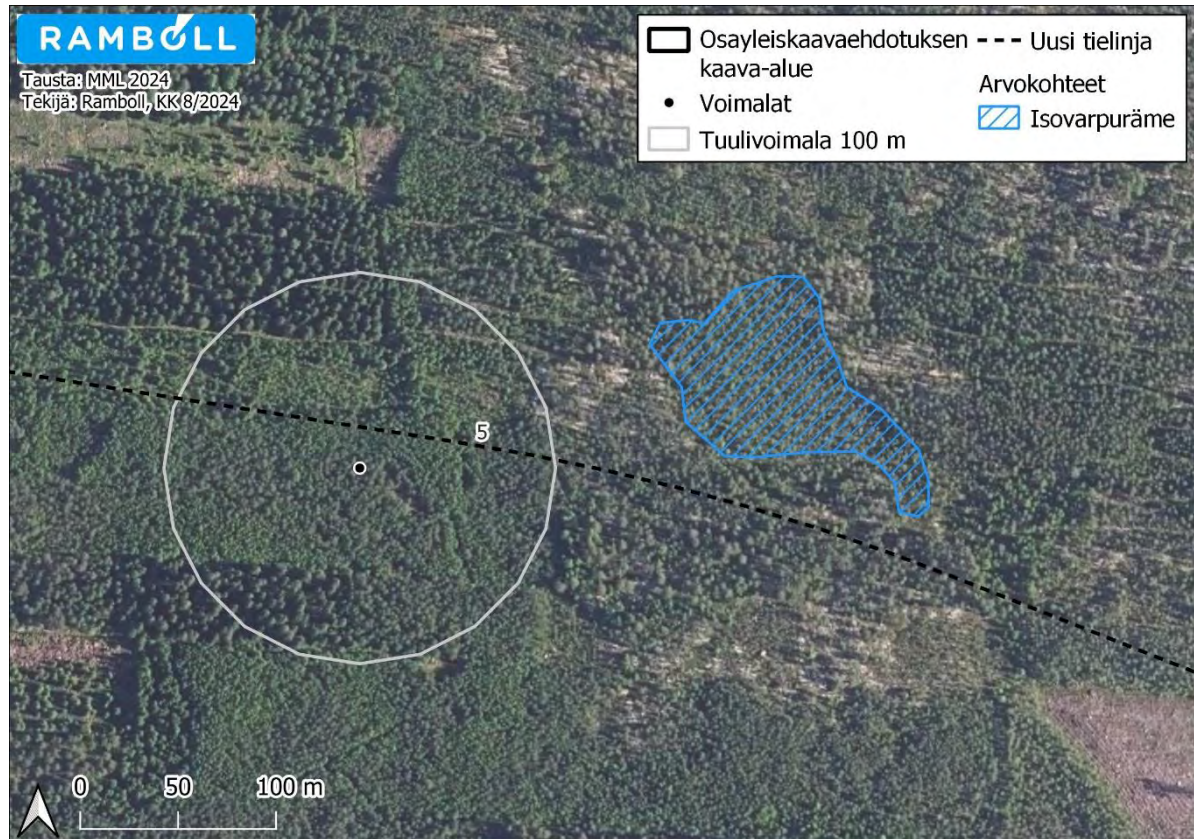 RAMBOLL
Tausta: MML 2024
Tekijä: Ramboll, KK 8/2024
Osayleiskaavaehdotuksen
kaava-alue
Voimalat
Tuulivoimala 100 m
Uusi tielinja
Arvokohteet
Isovarpuräme
5
0 50 100 m